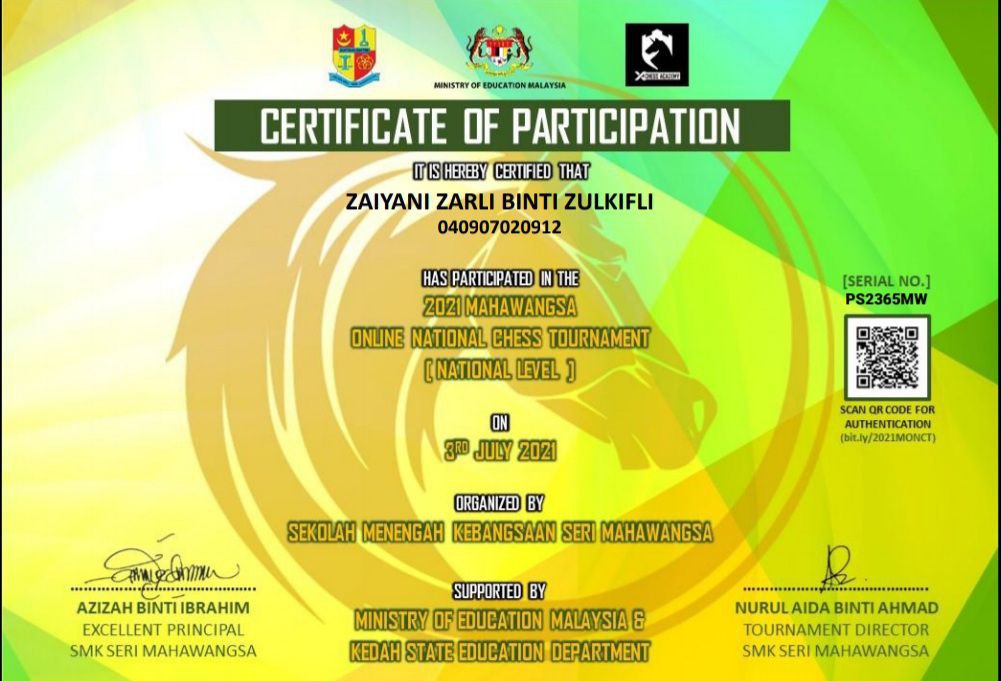 MINISTRY OF EDUCATION MALAYSIA
CHESS ACADEMY
CERTIFICATE OF PARTICIPATION
IT IS HEREBY CERTIFIED THAT
ZAIYANI ZARLI BINTI ZULKIFLI
040907020912
HAS PARTICIPATED IN THE
2021 MAHAWANGSA
ONLINE NATIONAL CHESS TOURNAMENT
[ NATIONAL LEVEL ]
ON
3RD JULY 2021
ORGANIZED BY
SEKOLAH MENENGAH KEBANGSAAN SERI MAHAWANGSA
SUPPORTED BY
MINISTRY OF EDUCATION MALAYSIA &
KEDAH STATE EDUCATION DEPARTMENT
[SERIAL NO.]
PS2365MW
SCAN QR CODE FOR
AUTHENTICATION
(bit.ly/2021MONCT)
AZIZAH BINTI IBRAHIM
EXCELLENT PRINCIPAL
SMK SERI MAHAWANGSA
NURUL AIDA BINTI AHMAD
TOURNAMENT DIRECTOR
SMK SERI MAHAWANGSA